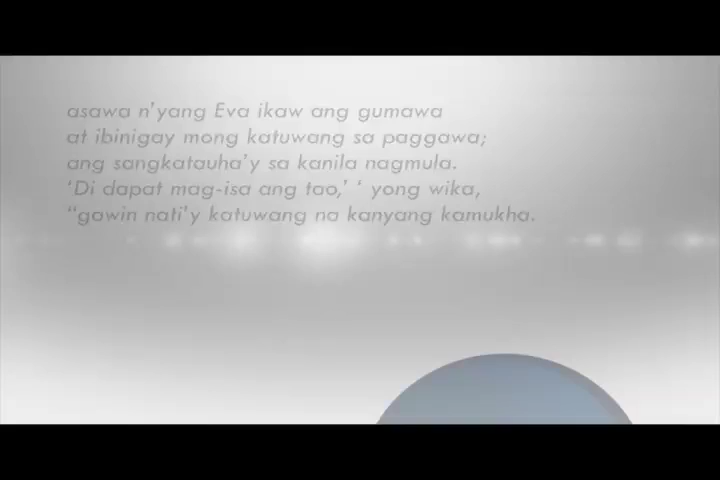 asawa n'yang Eva ikaw ang gumawa
at ibinigay mong katuwang sa paggawa;
ang sangkatauha'y sa kanila nagmula.
'Di dapat mag-isa ang tao,' ' yong wika,
“gawin nati'y katuwang na kanyang kamukha.